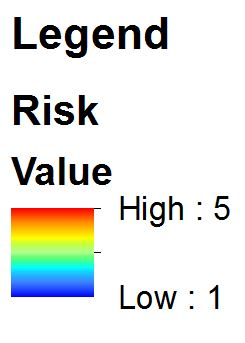 Legend
Risk
Value
High : 5
Low : 1